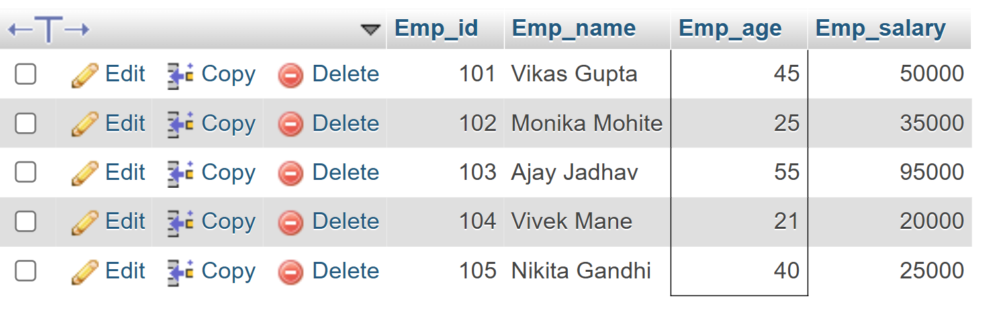 Emp_id Emp_name Emp_age Emp_salary
Edit Copy Delete 101 Vikas Gupta 45 50000
Edit Copy Delete 102 Monika Mohite 25 35000
Edit Copy Delete 103 Ajay Jadhav 55 95000
Edit Copy Delete 104 Vivek Mane 21 20000
Edit Copy Delete 105 Nikita Gandhi 40 25000